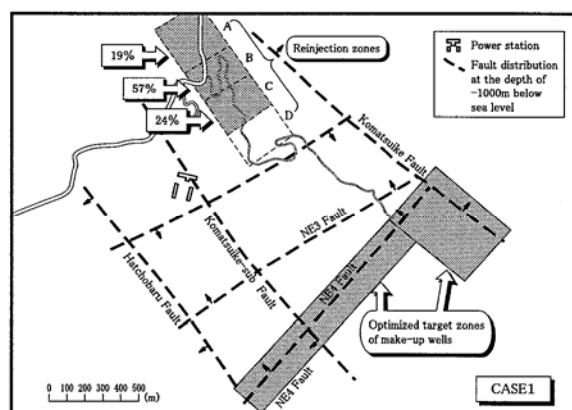 A
B
C
D
19%
57%
24%
Reinjection zones
Power station
Fault distribution
at the depth of
-1000m below
sea level
Komatsuike Fault
NE3 Fault
Komatsuike-sub Fault
Hatchobaru Fault
NE4 Fault
NE4 Fault
Optimized target zones
of make-up wells
0 100 200 300 400 500
(m)
CASE1